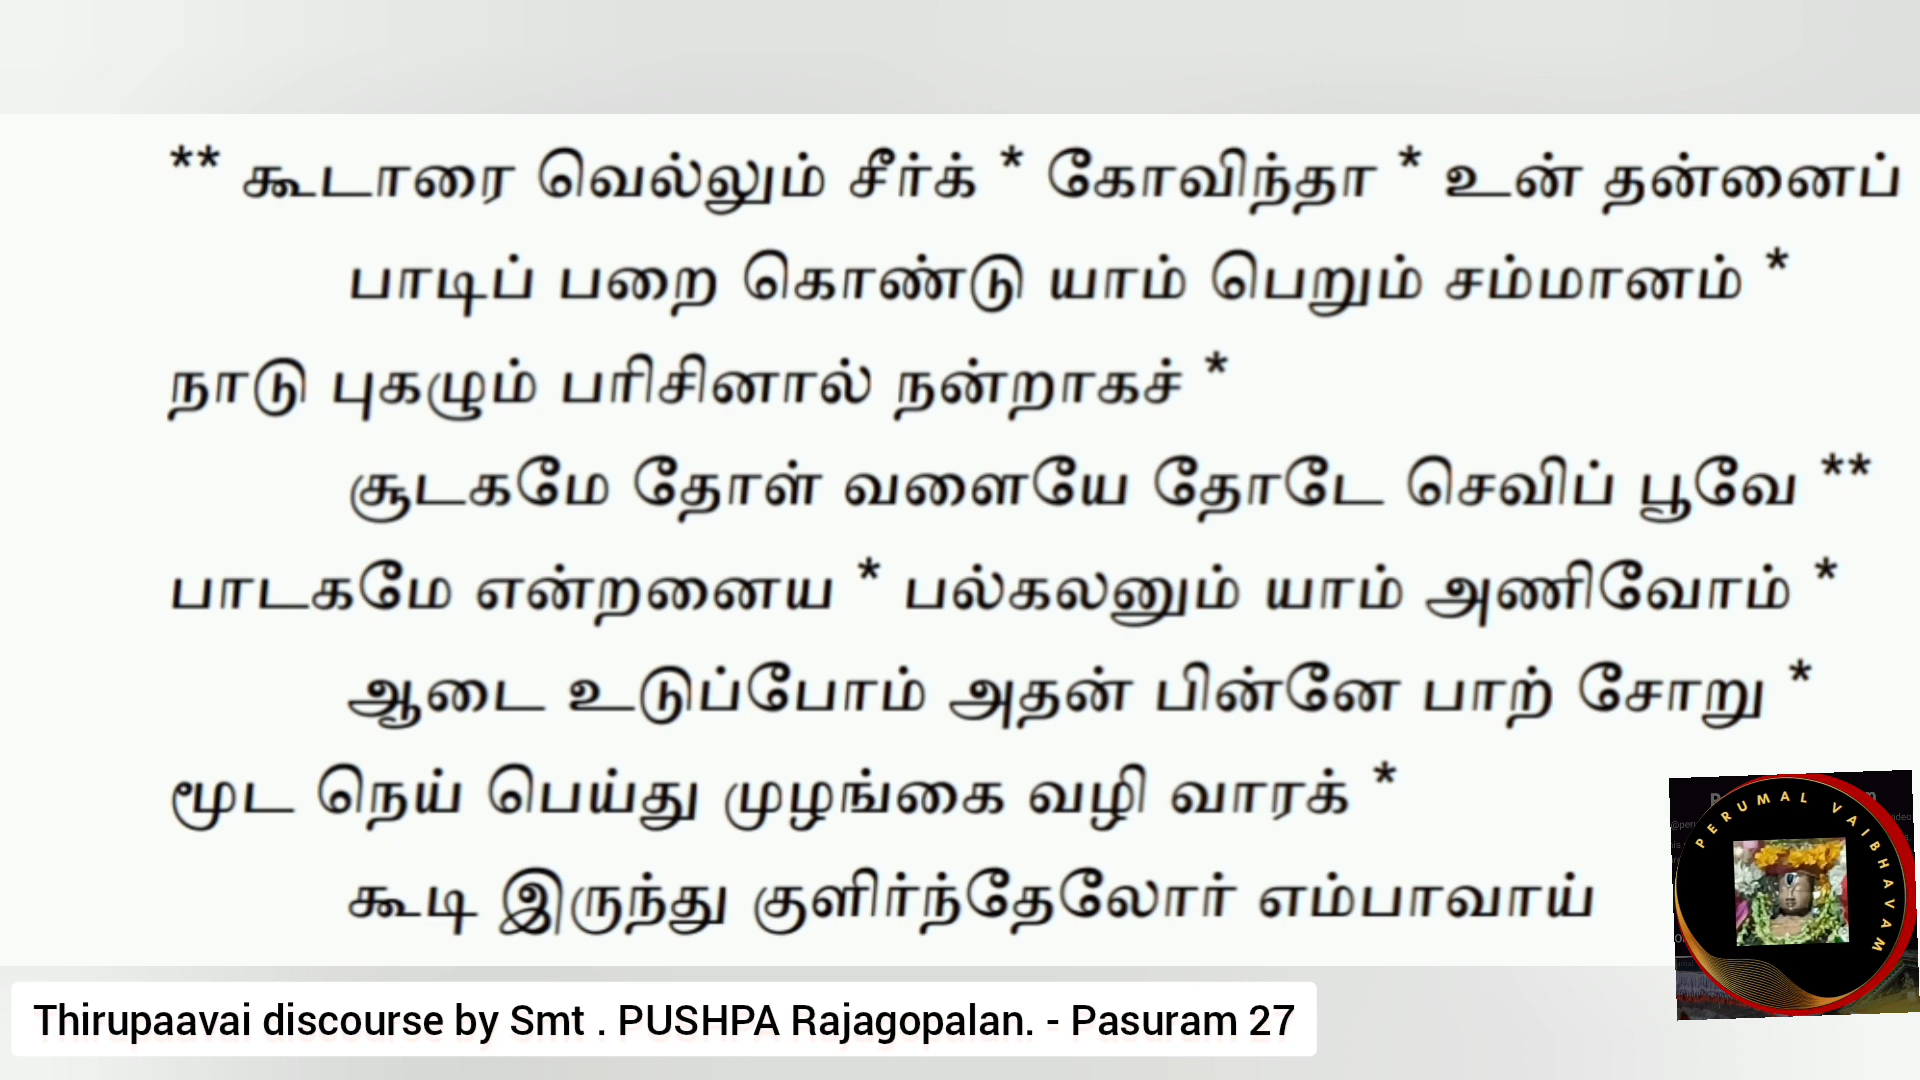 ** கூடாரை வெல்லும் சீர்க் * கோவிந்தா * உன் தன்னைப்
பாடிப் பறை கொண்டு யாம் பெறும் சம்மானம் *
நாடு புகழும் பரிசினால் நன்றாகச் *
சூடகமே தோள் வளையே தோடே செவிப் பூவே **
பாடகமே என்றனைய * பல்கலனும் யாம் அணிவோம் *
ஆடை உடுப்போம் அதன் பின்னே பாற் சோறு *
மூட நெய் பெய்து முழங்கை வழி வாரக் *
கூடி இருந்து குளிர்ந்தேலோர் எம்பாவாய்
PERUMAL VAIBHAVAM
Thirupaavai discourse by Smt . PUSHPA Rajagopalan. - Pasuram 27